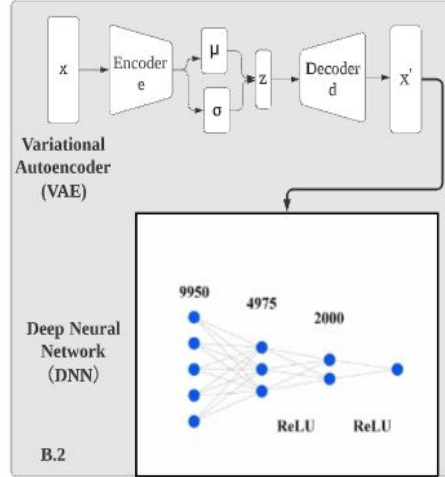 x
Encoder
e
μ
σ
z
Decoder
d
x'
Variational
Autoencoder
(VAE)
9950
4975
2000
Deep Neural
Network
(DNN)
ReLU
ReLU
B.2